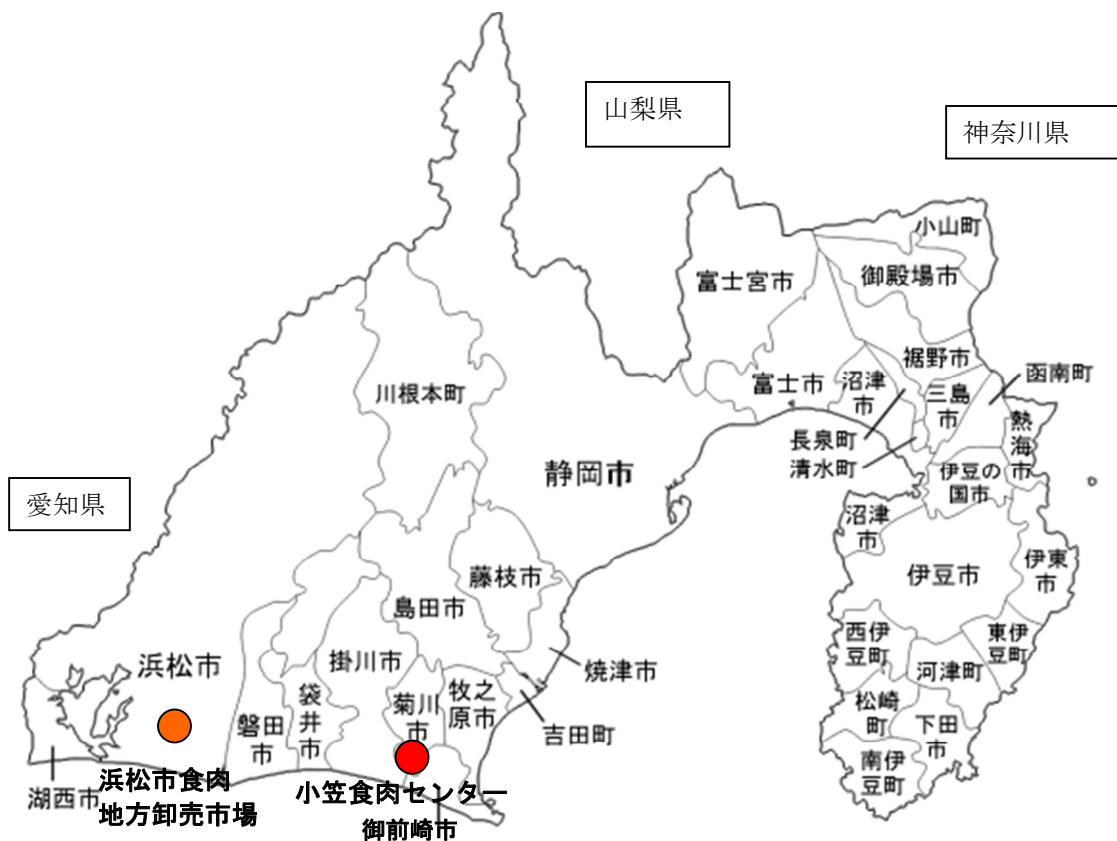 山梨県
神奈川県
小山町
富士宮市
御殿場市
裾野市
函南町
富士市
沼津
市
三島
市
川根本町
熱
海
市
長泉町
清水町
静岡市
伊豆の
国市
愛知県
沼津
市
藤枝市
伊豆市
伊東
市
島田市
西伊
豆町
東伊
豆町
浜松市
掛川市
焼津市
河津町
菊川
市
牧之
原市
袋
井
市
松崎
町
磐田
市
吉田町
下田
市
南伊
豆町
湖西市
浜松市食肉
地方卸売市場
小笠食肉センター
御前崎市